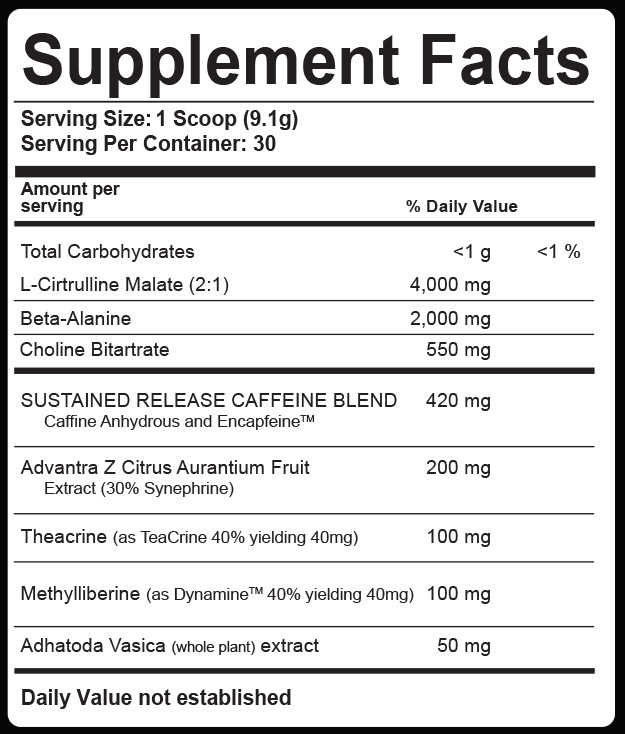 Supplement Facts
Serving Size: 1 Scoop (9.1g)
Serving Per Container: 30
Amount per
serving
% Daily Value
Total Carbohydrates <1 g <1 %
L-Cirtrulline Malate (2:1) 4,000 mg
Beta-Alanine 2,000 mg
Choline Bitartrate 550 mg
SUSTAINED RELEASE CAFFEINE BLEND 420 mg
Caffine Anhydrous and Encapfeine™
Advantra Z Citrus Aurantium Fruit 200 mg
Extract (30% Synephrine)
Theacrine (as TeaCrine 40% yielding 40mg) 100 mg
Methylliberine (as Dynamine™ 40% yielding 40mg) 100 mg
Adhatoda Vasica (whole plant) extract 50 mg
Daily Value not established